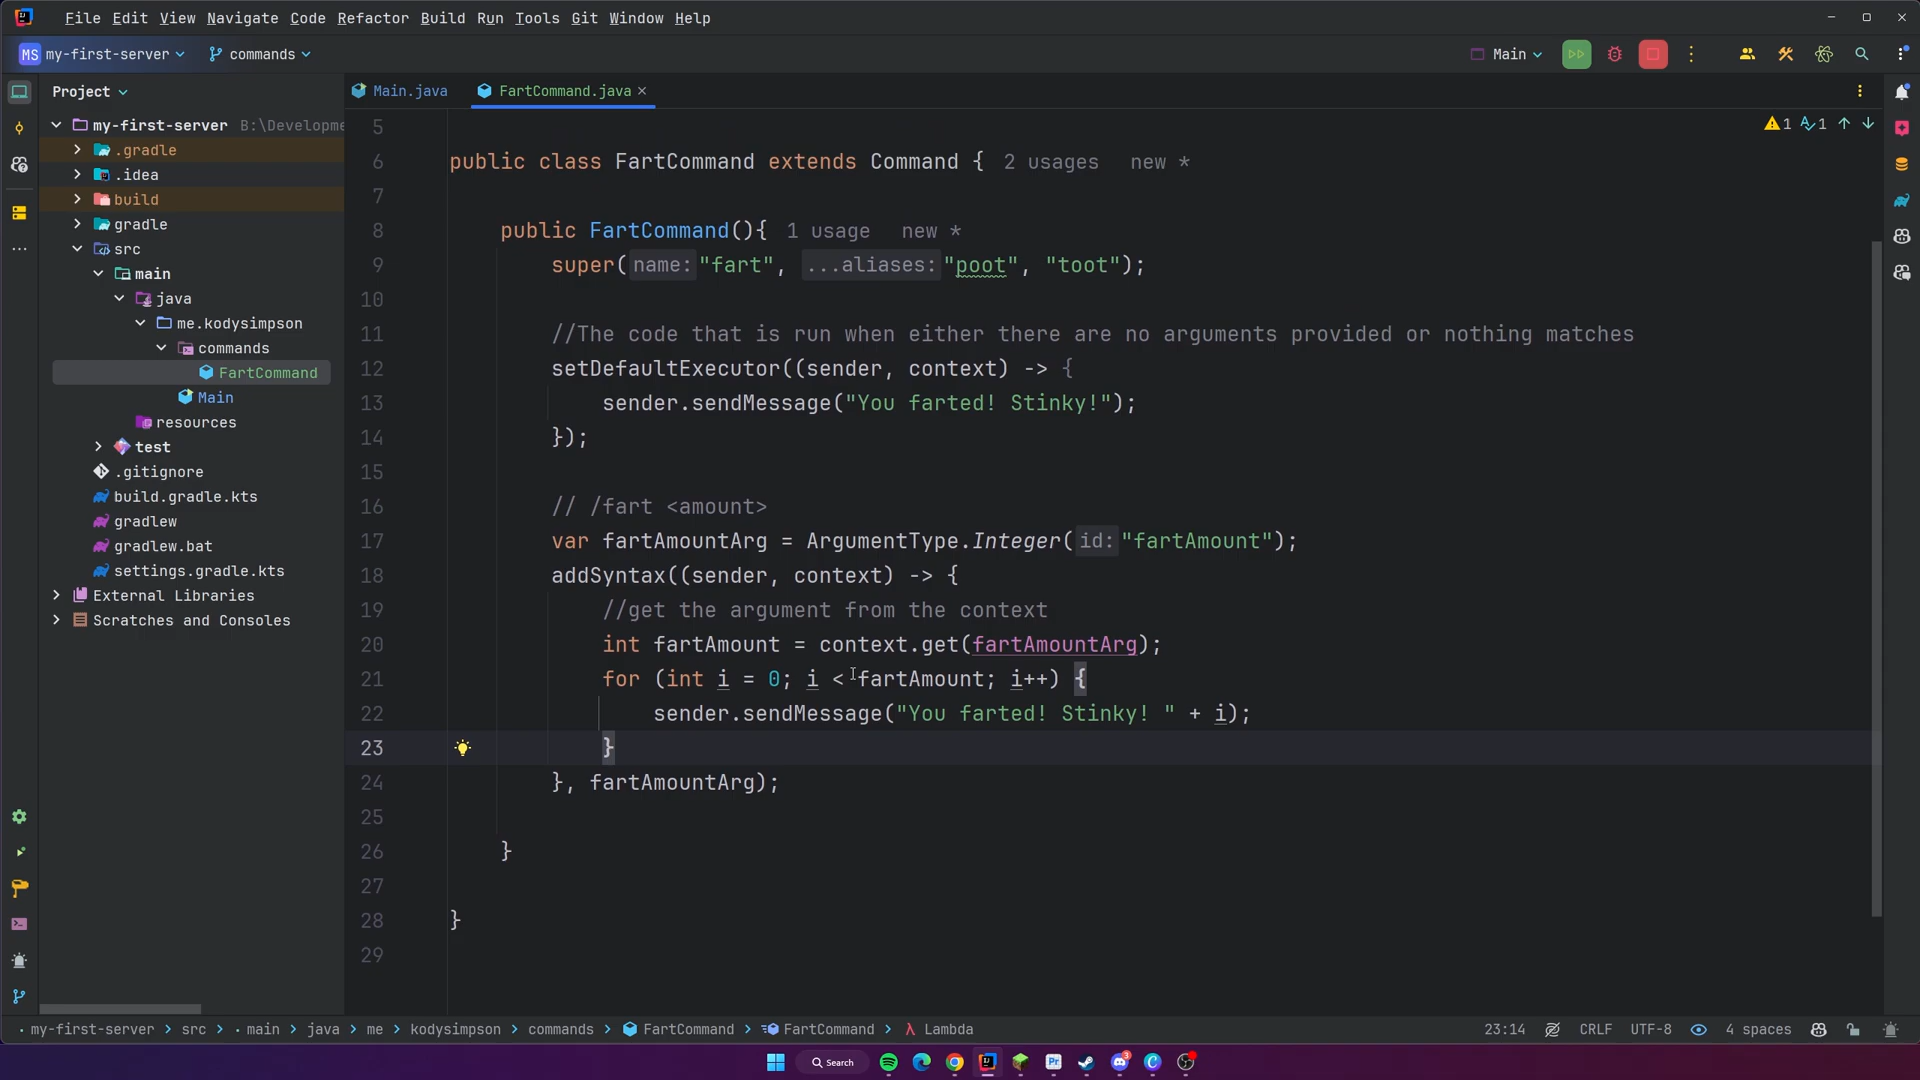 File Edit View Navigate Code Refactor Build Run Tools Git Window Help
MS my-first-server commands Main
Project Main.java FartCommand.java
my-first-server B:\Developme
.gradle
.idea
build
gradle
src
main
java
me.kodysimpson
commands
FartCommand
Main
resources
test
.gitignore
build.gradle.kts
gradlew
gradlew.bat
settings.gradle.kts
External Libraries
Scratches and Consoles
1 1
5
6 public class FartCommand extends Command { 2 usages new *
7
8 public FartCommand(){ 1 usage new *
9 super(name: "fart", ...aliases: "poot", "toot");
10
11 //The code that is run when either there are no arguments provided or nothing matches
12 setDefaultExecutor((sender, context) -> {
13 sender.sendMessage("You farted! Stinky!");
14 });
15
16 // /fart <amount>
17 var fartAmountArg = ArgumentType.Integer(id: "fartAmount");
18 addSyntax((sender, context) -> {
19 //get the argument from the context
20 int fartAmount = context.get(fartAmountArg);
21 for (int i = 0; i < fartAmount; i++) {
22 sender.sendMessage("You farted! Stinky! " + i);
23 }
24 }, fartAmountArg);
25
26 }
27
28 }
29
my-first-server > src > main > java > me > kodysimpson > commands > FartCommand > FartCommand > Lambda 23:14 CRLF UTF-8 4 spaces
Search Pr 3